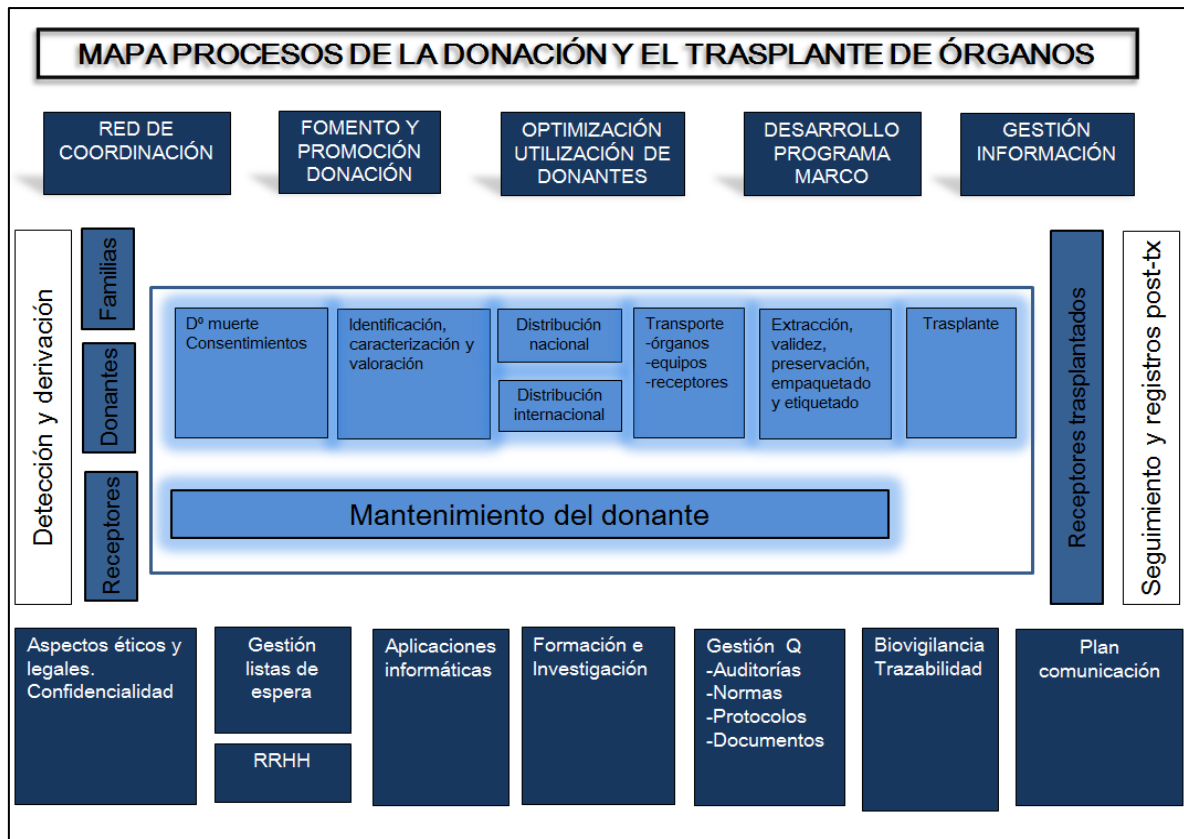 MAPA PROCESOS DE LA DONACIÓN Y EL TRASPLANTE DE ÓRGANOS
RED DE
COORDINACIÓN
FOMENTO Y
PROMOCIÓN
DONACIÓN
OPTIMIZACIÓN
UTILIZACIÓN DE
DONANTES
DESARROLLO
PROGRAMA
MARCO
GESTIÓN
INFORMACIÓN
Detección y derivación
Familias
Donantes
Receptores
Dº muerte
Consentimientos
Identificación,
caracterización y
valoración
Distribución
nacional
Distribución
internacional
Transporte
-órganos
-equipos
-receptores
Extracción,
validez,
preservación,
empaquetado
y etiquetado
Trasplante
Mantenimiento del donante
Receptores trasplantados
Seguimiento y registros post-tx
Aspectos éticos y
legales.
Confidencialidad
Gestión
listas de
espera
RRHH
Aplicaciones
informáticas
Formación e
Investigación
Gestión Q
-Auditorías
-Normas
-Protocolos
-Documentos
Biovigilancia
Trazabilidad
Plan
comunicación